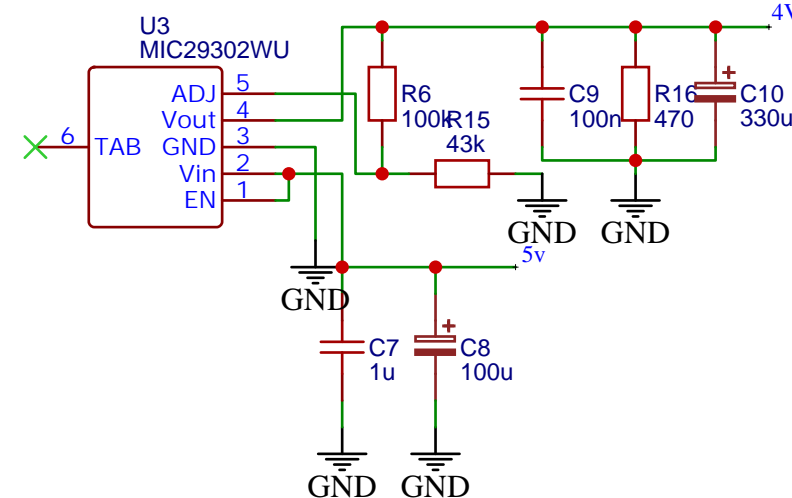 4V
U3
MIC29302WU
ADJ 5
Vout 4
6 TAB GND 3
Vin 2
EN 1
R6
100k
R15
43k
C9
100n
R16
470
C10
330u
GND
GND
5v
GND
C7
1u
C8
100u
GND
GND